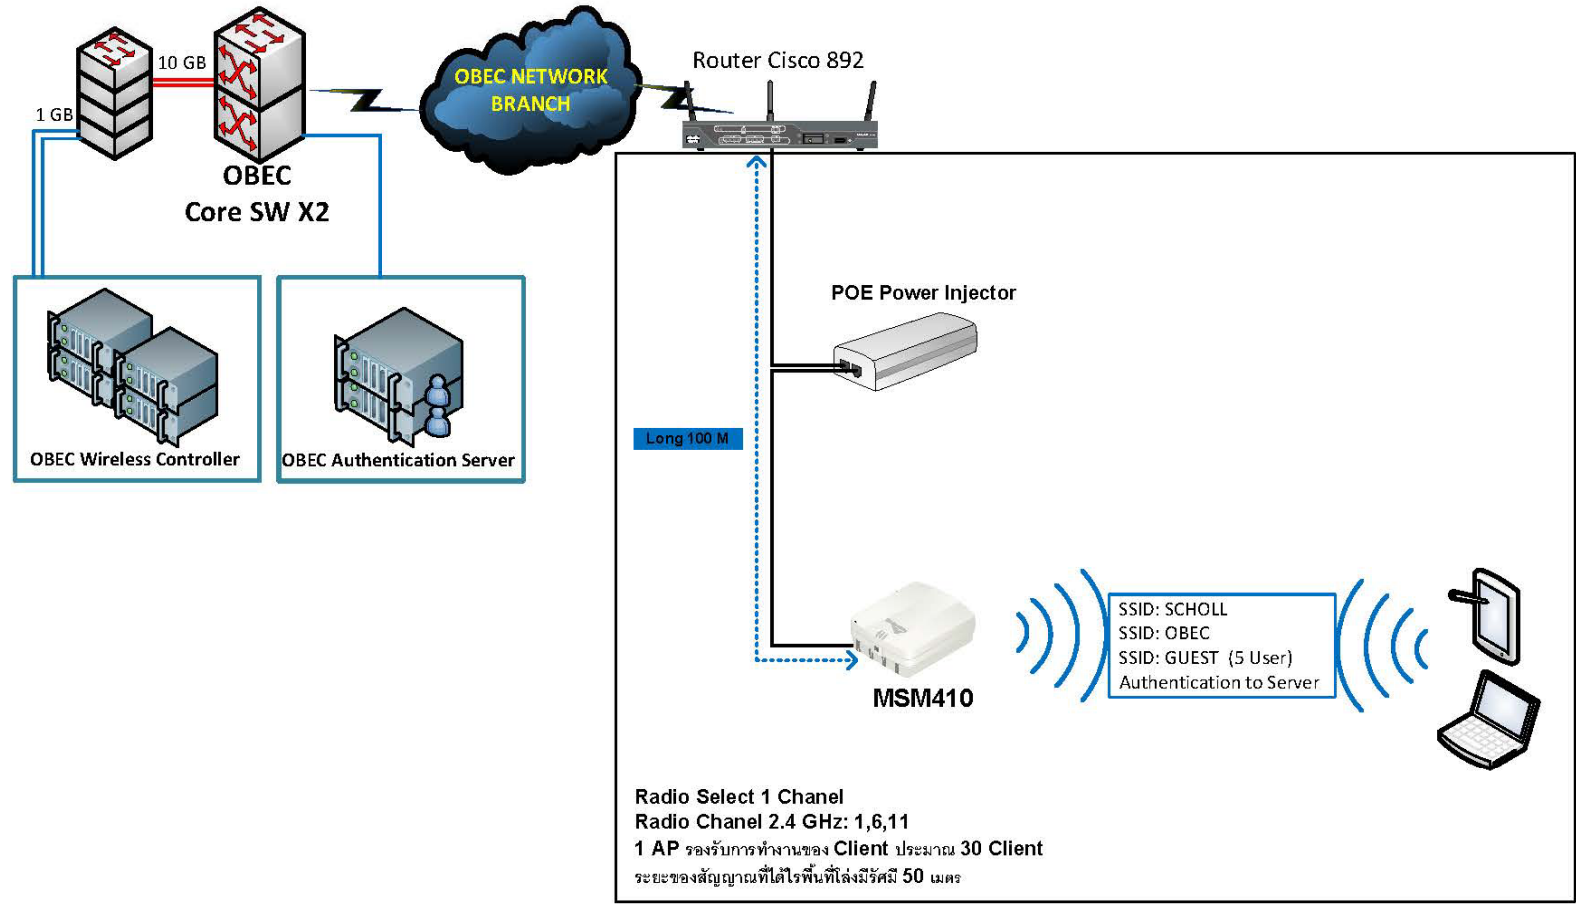 10 GB
1 GB
OBEC
Core SW X2
OBEC NETWORK
BRANCH
Router Cisco 892
OBEC Wireless Controller
OBEC Authentication Server
POE Power Injector
Long 100 M
MSM410
SSID: SCHOLL
SSID: OBEC
SSID: GUEST (5 User)
Authentication to Server
Radio Select 1 Chanel
Radio Chanel 2.4 GHz: 1,6,11
1 AP รองรับการทำงานของ Client ประมาณ 30 Client
ระยะของสัญญาณที่ได้ไรพื้นที่โล่งมีรัศมี 50 เมตร